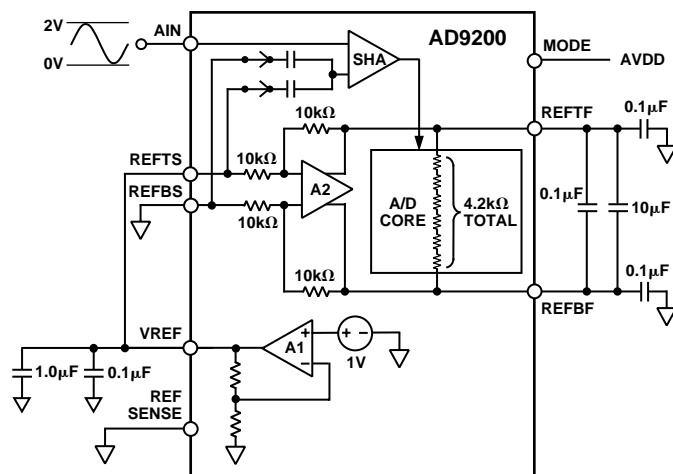 2V
0V
AIN
AD9200
SHA
MODE
AVDD
REFTF
0.1µF
10kΩ
REFTS
10kΩ
A2
REFBS
10kΩ
A/D
CORE
4.2kΩ
TOTAL
0.1µF
10µF
10kΩ
0.1µF
REFBF
VREF
A1
+
−
+ −
1V
1.0µF
0.1µF
REF
SENSE